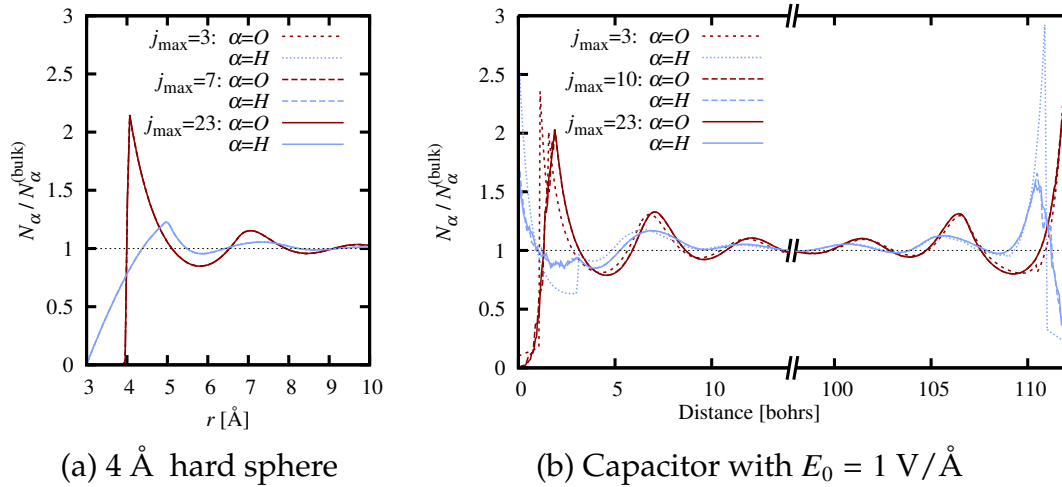 3
2.5
2
1.5
1
0.5
0
N_α / N_α^(bulk)
j_max=3: α=O
α=H
j_max=7: α=O
α=H
j_max=23: α=O
α=H
3 4 5 6 7 8 9 10
r [Å]
(a) 4 Å hard sphere
3
2.5
2
1.5
1
0.5
0
N_α / N_α^(bulk)
j_max=3: α=O
α=H
j_max=10: α=O
α=H
j_max=23: α=O
α=H
0 5 10 100 105 110
Distance [bohrs]
(b) Capacitor with E_0 = 1 V/Å